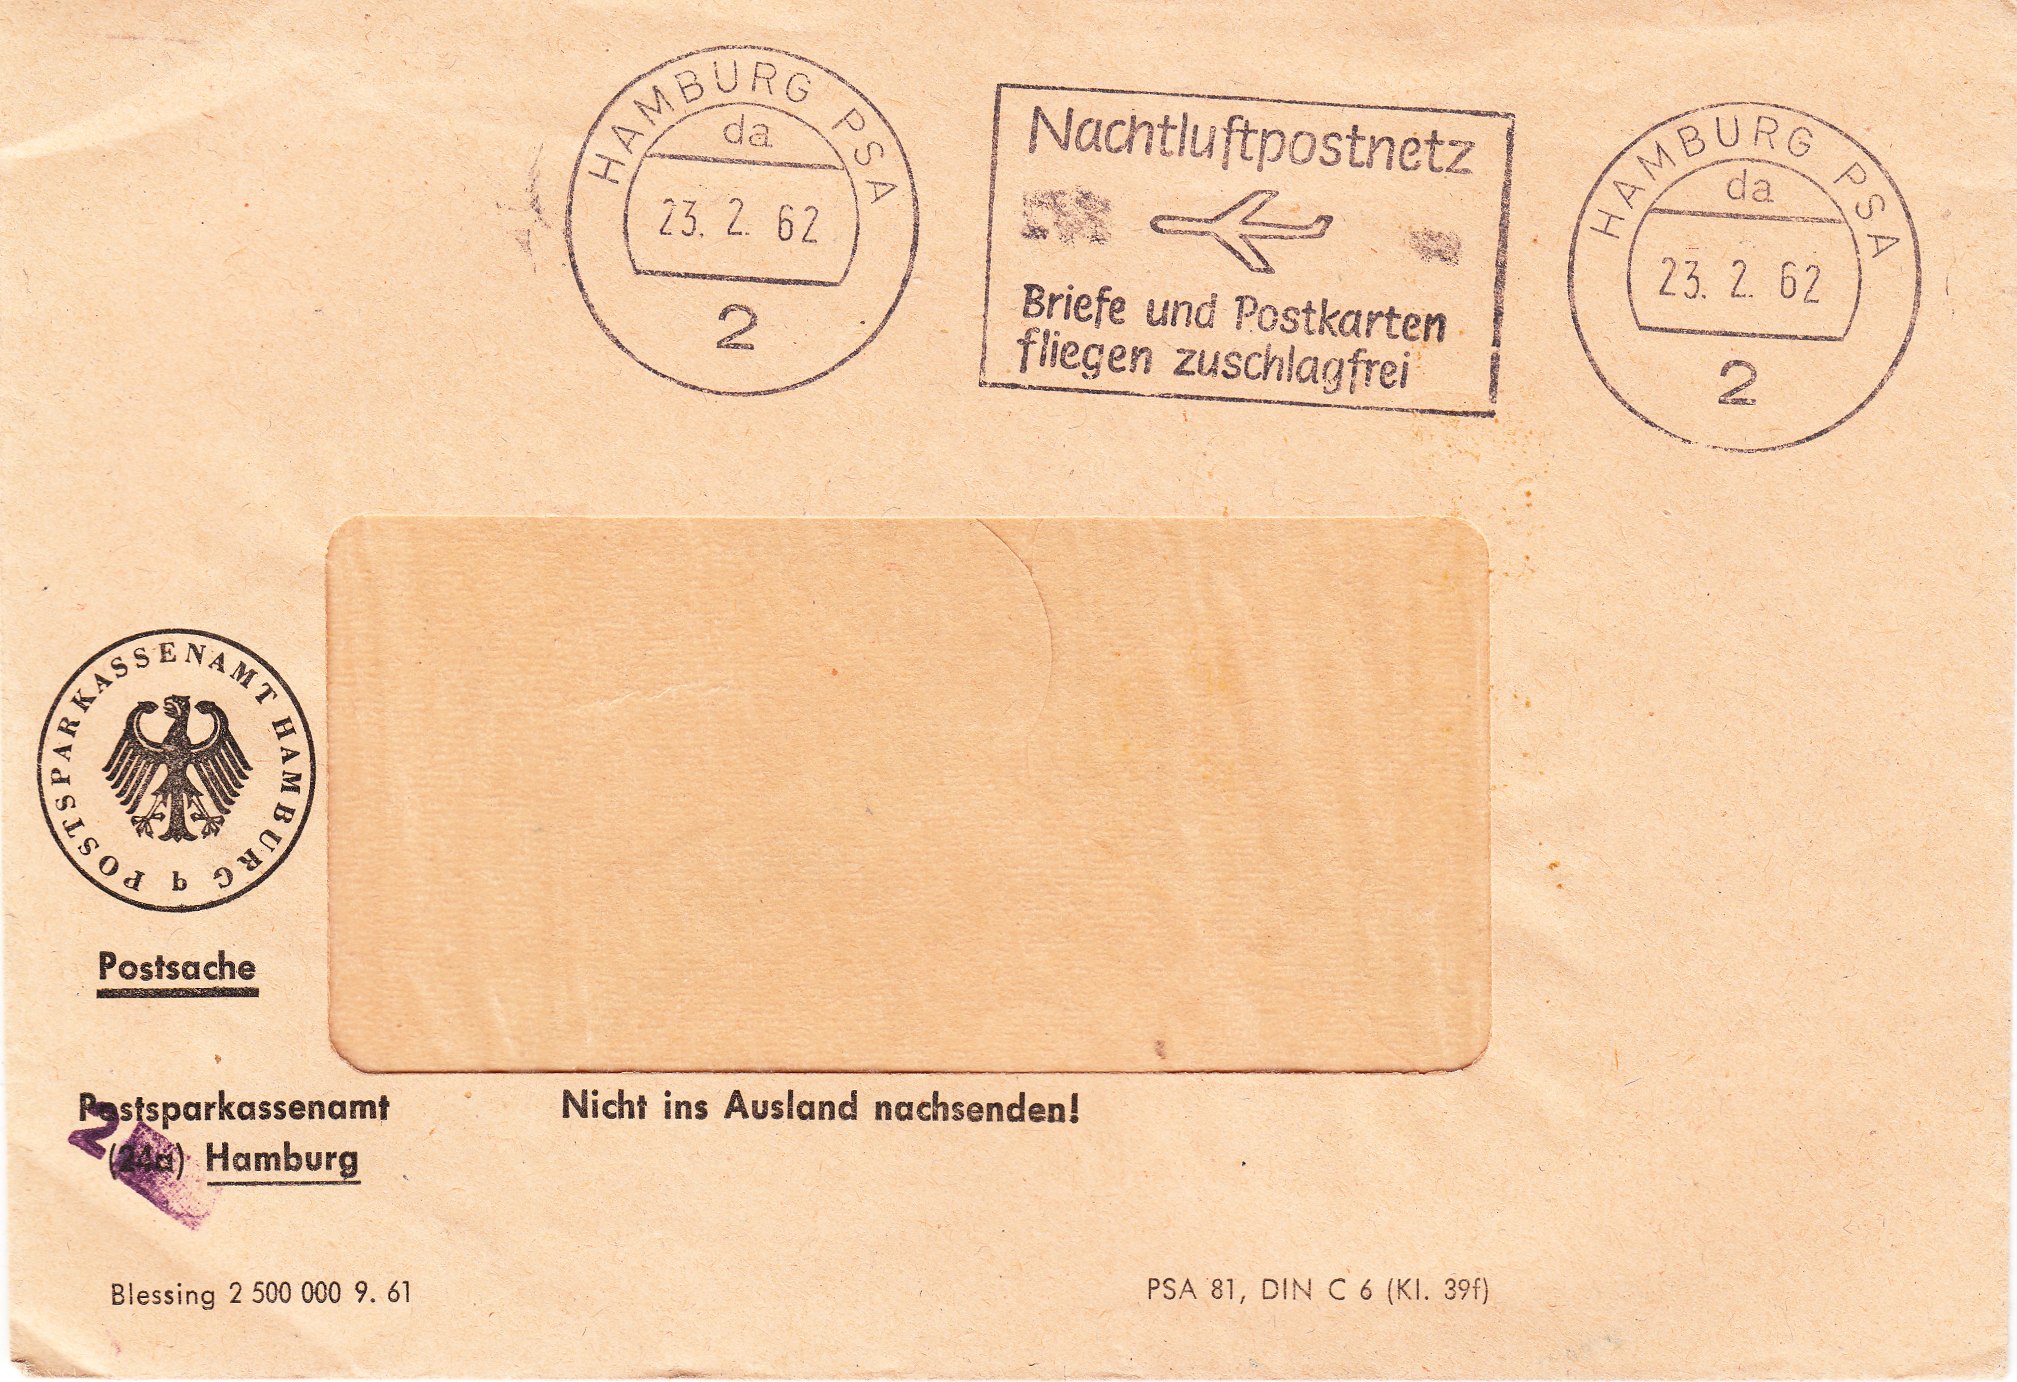 HAMBURG PSA
da
23. 2. 62
2
Nachtluftpostnetz
Briefe und Postkarten
fliegen zuschlagfrei
HAMBURG PSA
da
23. 2. 62
2
POSTSPARKASSENAMT HAMBURG
q
Postsache
Postsparkassenamt
(24a) Hamburg
2
Nicht ins Ausland nachsenden!
Blessing 2 500 000 9. 61
PSA 81, DIN C 6 (Kl. 39f)